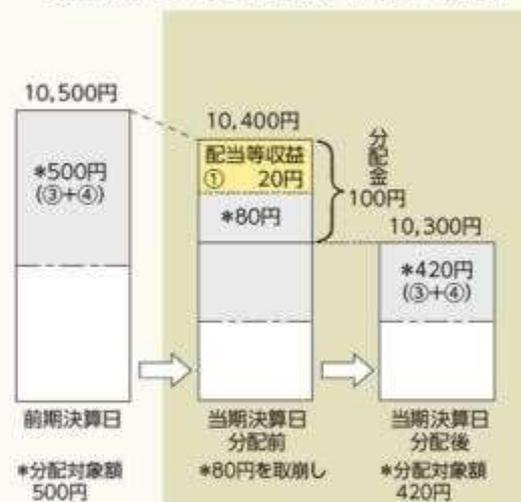 10,500円
*500円
(③+④)
前期決算日
*分配対象額
500円
10,400円
配当等収益
① 20円
*80円
分配金
100円
当期決算日
分配前
*80円を取崩し
10,300円
*420円
(③+④)
当期決算日
分配後
*分配対象額
420円